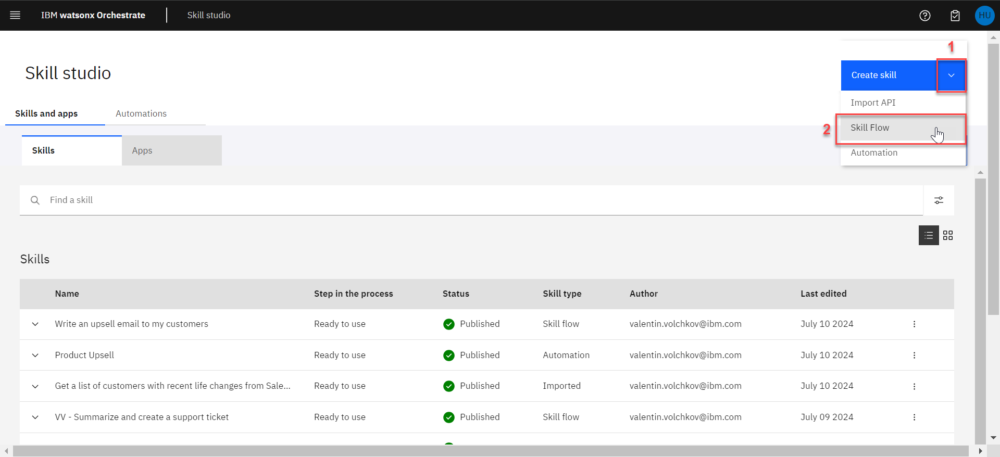 IBM watsonx Orchestrate
Skill studio
HU
1
Skill studio
Create skill
Import API
Skills and apps
Automations
2
Skill Flow
Skills
Apps
Automation
Find a skill
Skills
Name Step in the process Status Skill type Author Last edited
Write an upsell email to my customers Ready to use Published Skill flow valentin.volchkov@ibm.com July 10 2024
Product Upsell Ready to use Published Automation valentin.volchkov@ibm.com July 10 2024
Get a list of customers with recent life changes from Sale... Ready to use Published Imported valentin.volchkov@ibm.com July 10 2024
VV - Summarize and create a support ticket Ready to use Published Skill flow valentin.volchkov@ibm.com July 09 2024